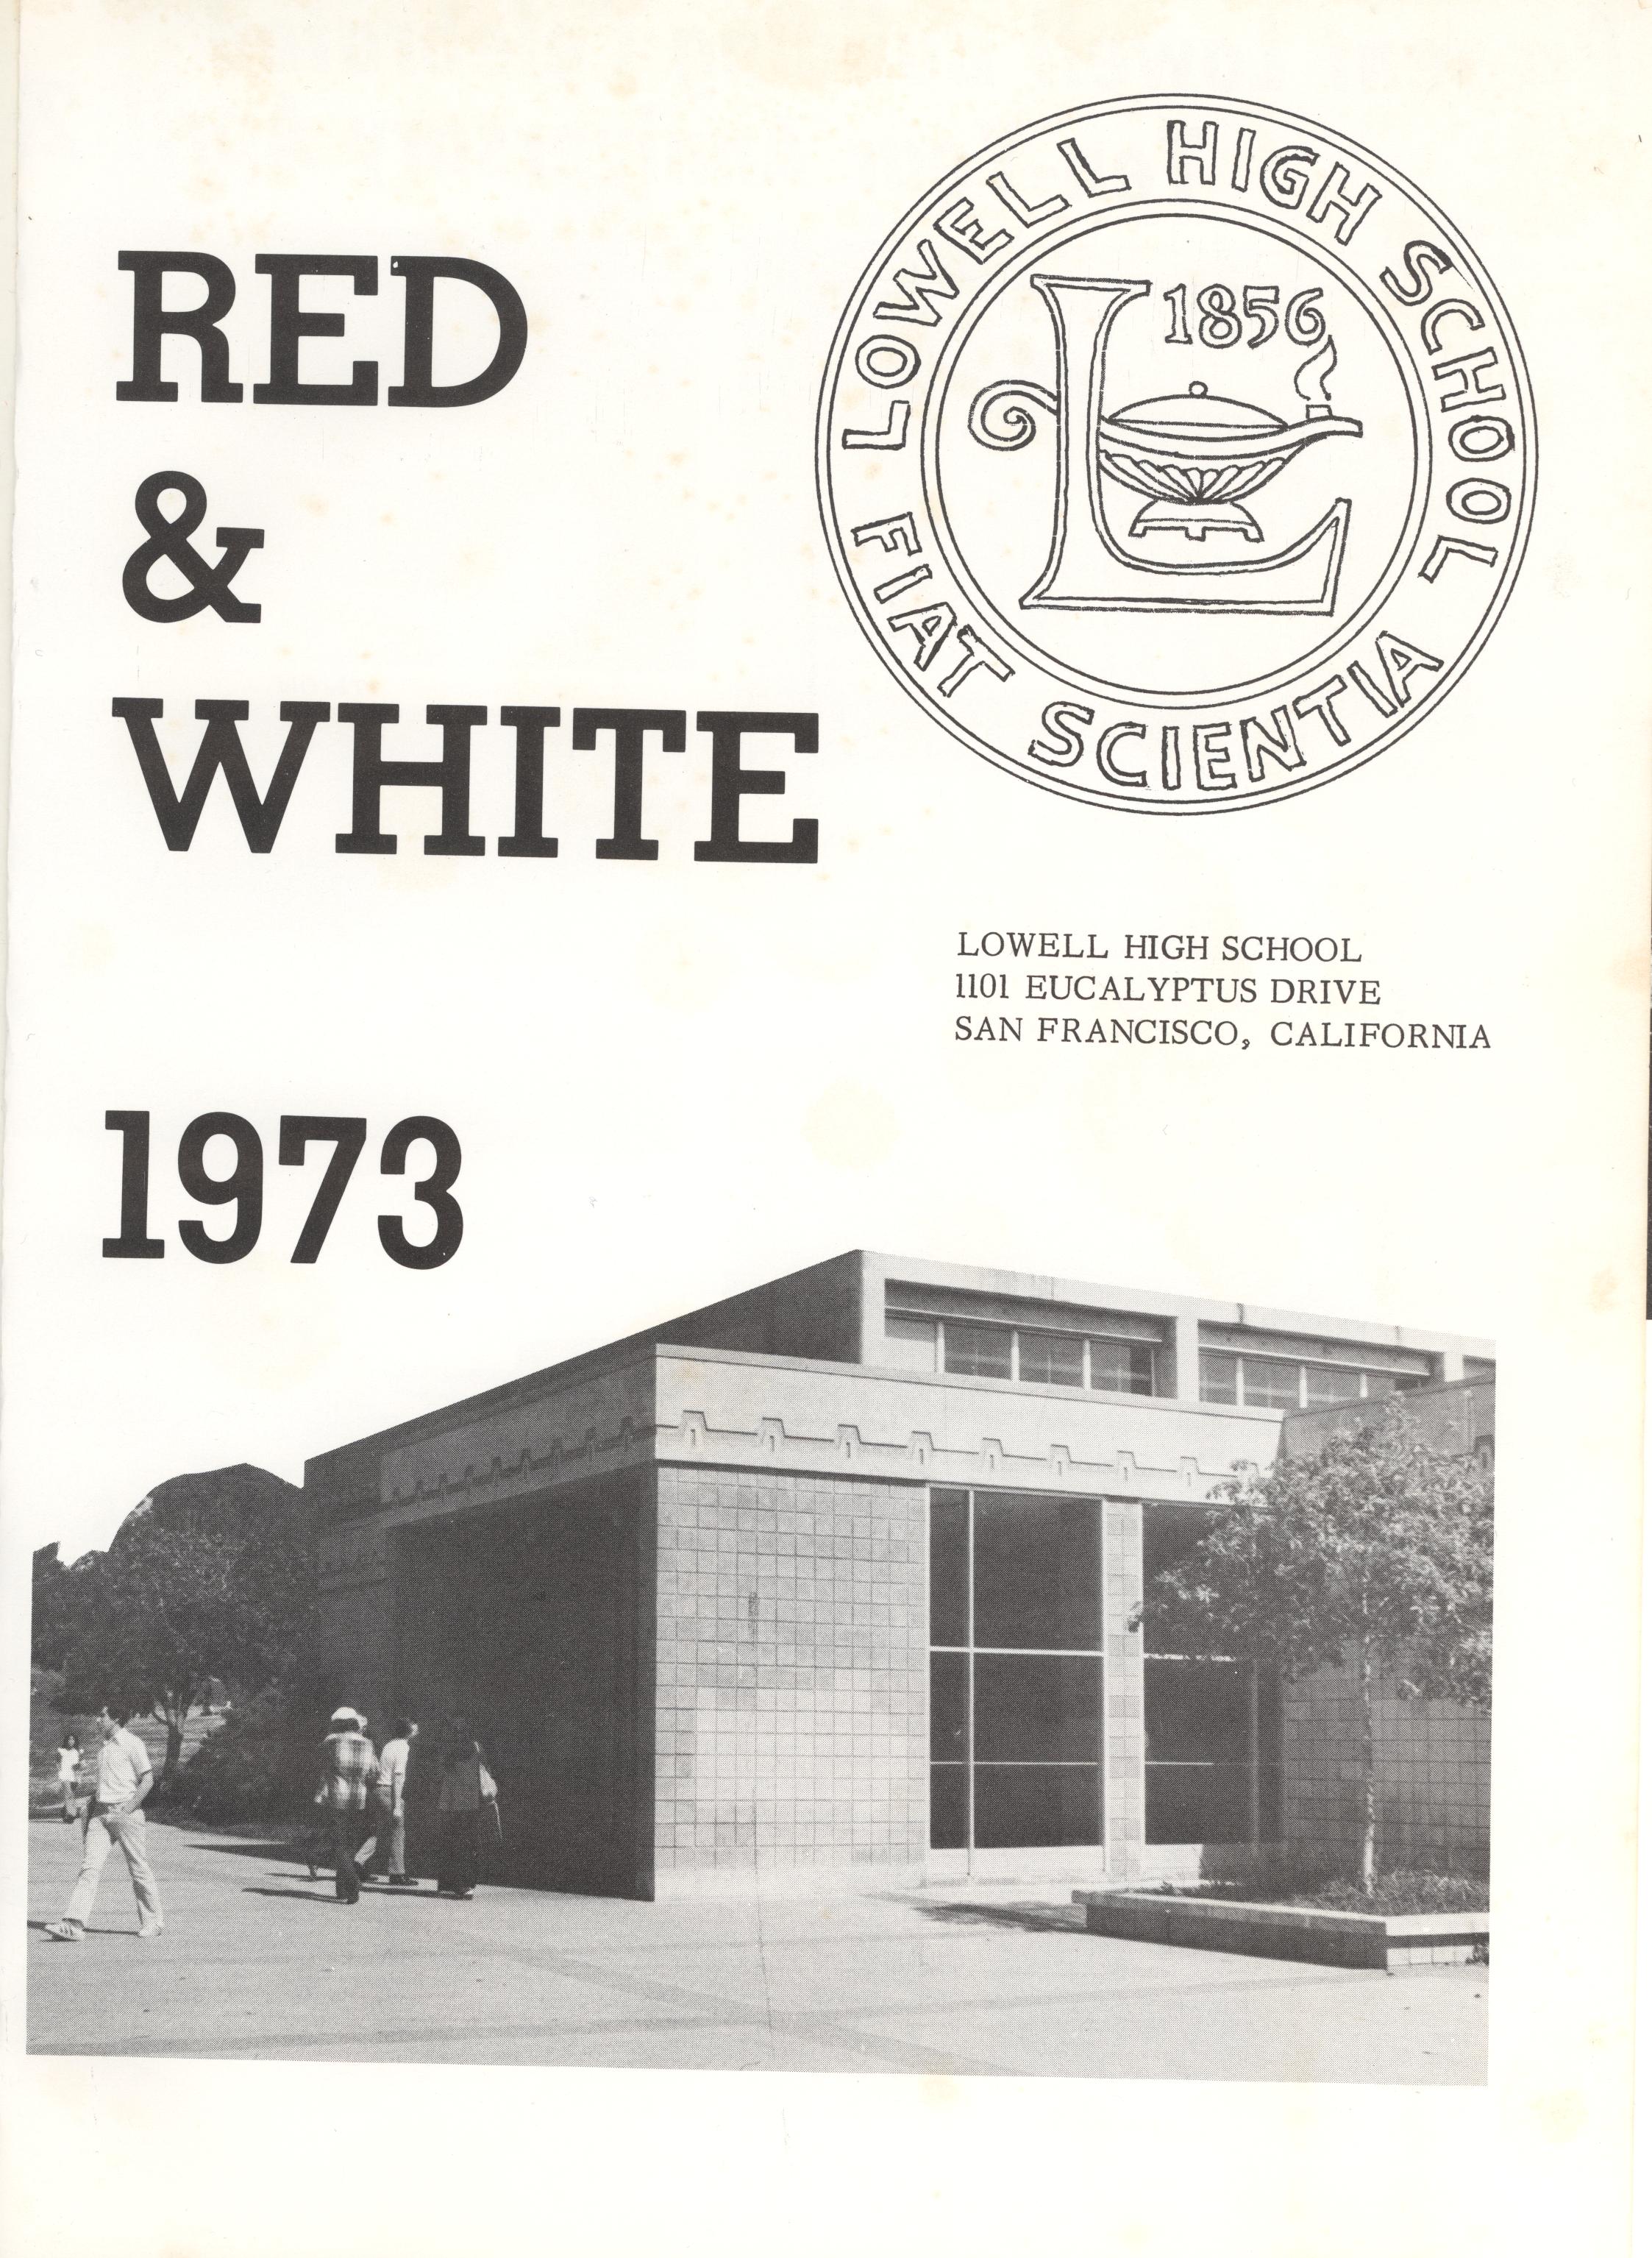 RED
&
WHITE
LOWELL HIGH SCHOOL
1856
FIAT SCIENTIA
LOWELL HIGH SCHOOL
1101 EUCALYPTUS DRIVE
SAN FRANCISCO, CALIFORNIA
1973